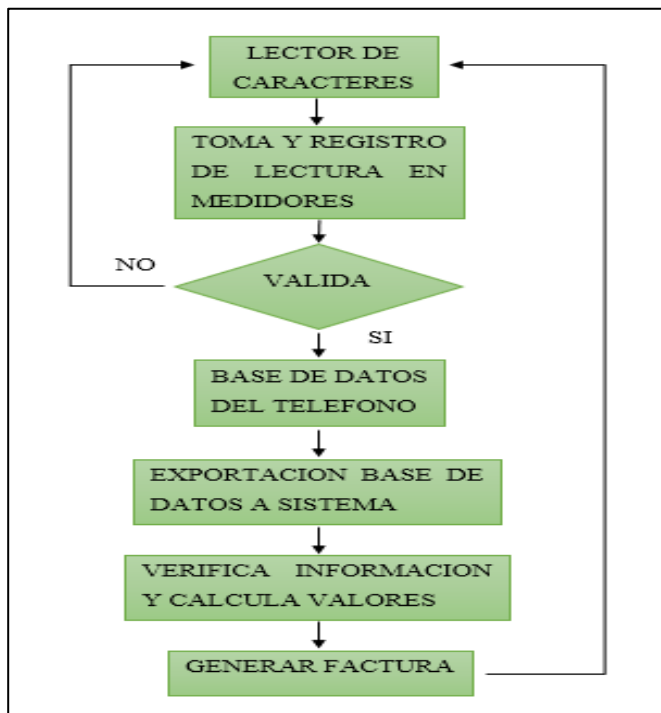 LECTOR DE
CARACTERES
TOMA Y REGISTRO
DE LECTURA EN
MEDIDORES
NO
VALIDA
SI
BASE DE DATOS
DEL TELEFONO
EXPORTACION BASE DE
DATOS A SISTEMA
VERIFICA INFORMACION
Y CALCULA VALORES
GENERAR FACTURA